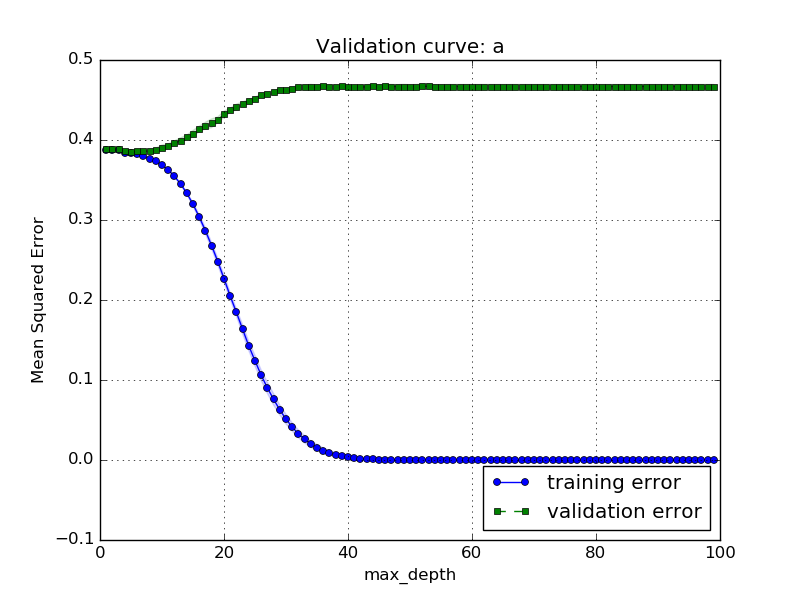 Validation curve: a
0.5
0.4
0.3
0.2
0.1
0.0
−0.1
Mean Squared Error
0 20 40 60 80 100
max_depth
training error
validation error